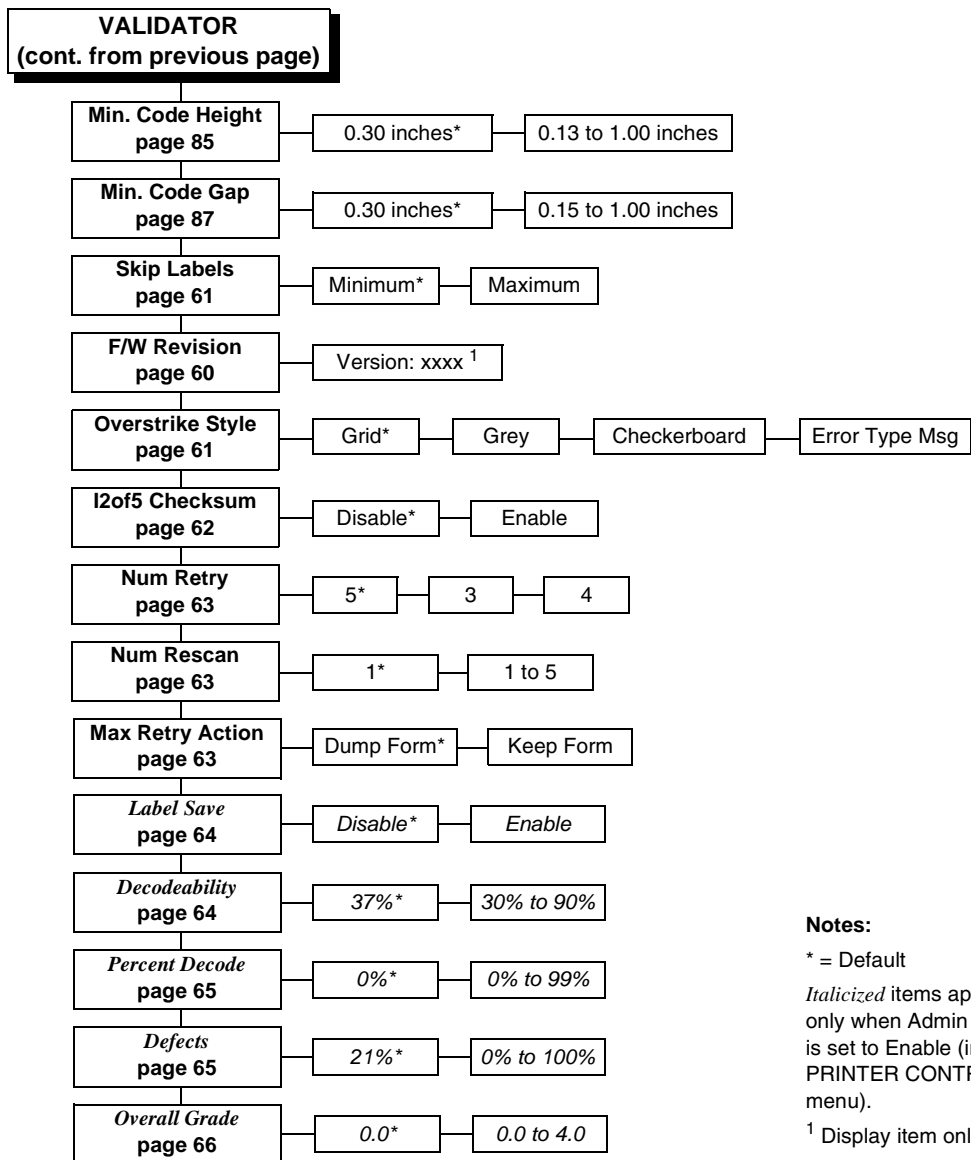 VALIDATOR
(cont. from previous page)
Min. Code Height
page 85
0.30 inches*
0.13 to 1.00 inches
Min. Code Gap
page 87
0.30 inches*
0.15 to 1.00 inches
Skip Labels
page 61
Minimum*
Maximum
F/W Revision
page 60
Version: xxxx 1
Overstrike Style
page 61
Grid*
Grey
Checkerboard
Error Type Msg
I2of5 Checksum
page 62
Disable*
Enable
Num Retry
page 63
5*
3
4
Num Rescan
page 63
1*
1 to 5
Max Retry Action
page 63
Dump Form*
Keep Form
Label Save
page 64
Disable*
Enable
Decodeability
page 64
37%*
30% to 90%
Percent Decode
page 65
0%*
0% to 99%
Defects
page 65
21%*
0% to 100%
Overall Grade
page 66
0.0*
0.0 to 4.0
Notes:
* = Default
Italicized items
only when Admin
is set to Enable
PRINTER
menu).
1 Display item